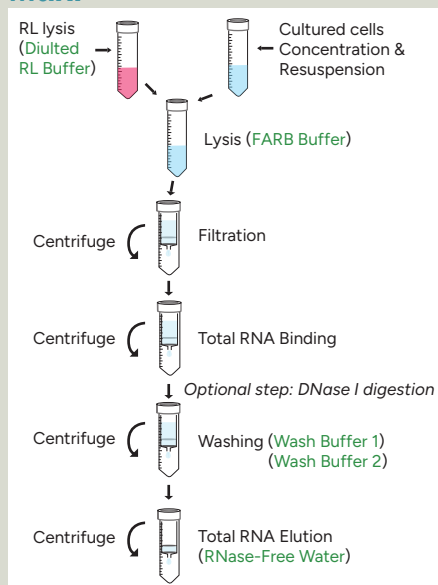 RL lysis
(Diulted
RL Buffer)
Cultured cells
Concentration &
Resuspension
Lysis (FARB Buffer)
Centrifuge
Filtration
Centrifuge
Total RNA Binding
Optional step: DNase I digestion
Centrifuge
Washing (Wash Buffer 1)
(Wash Buffer 2)
Centrifuge
Total RNA Elution
(RNase-Free Water)